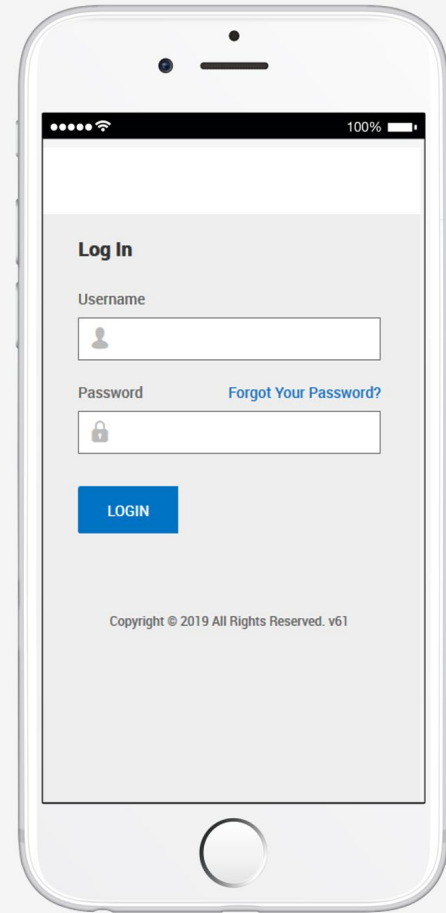 100%
Log In
Username
Password Forgot Your Password?
LOGIN
Copyright © 2019 All Rights Reserved. v61